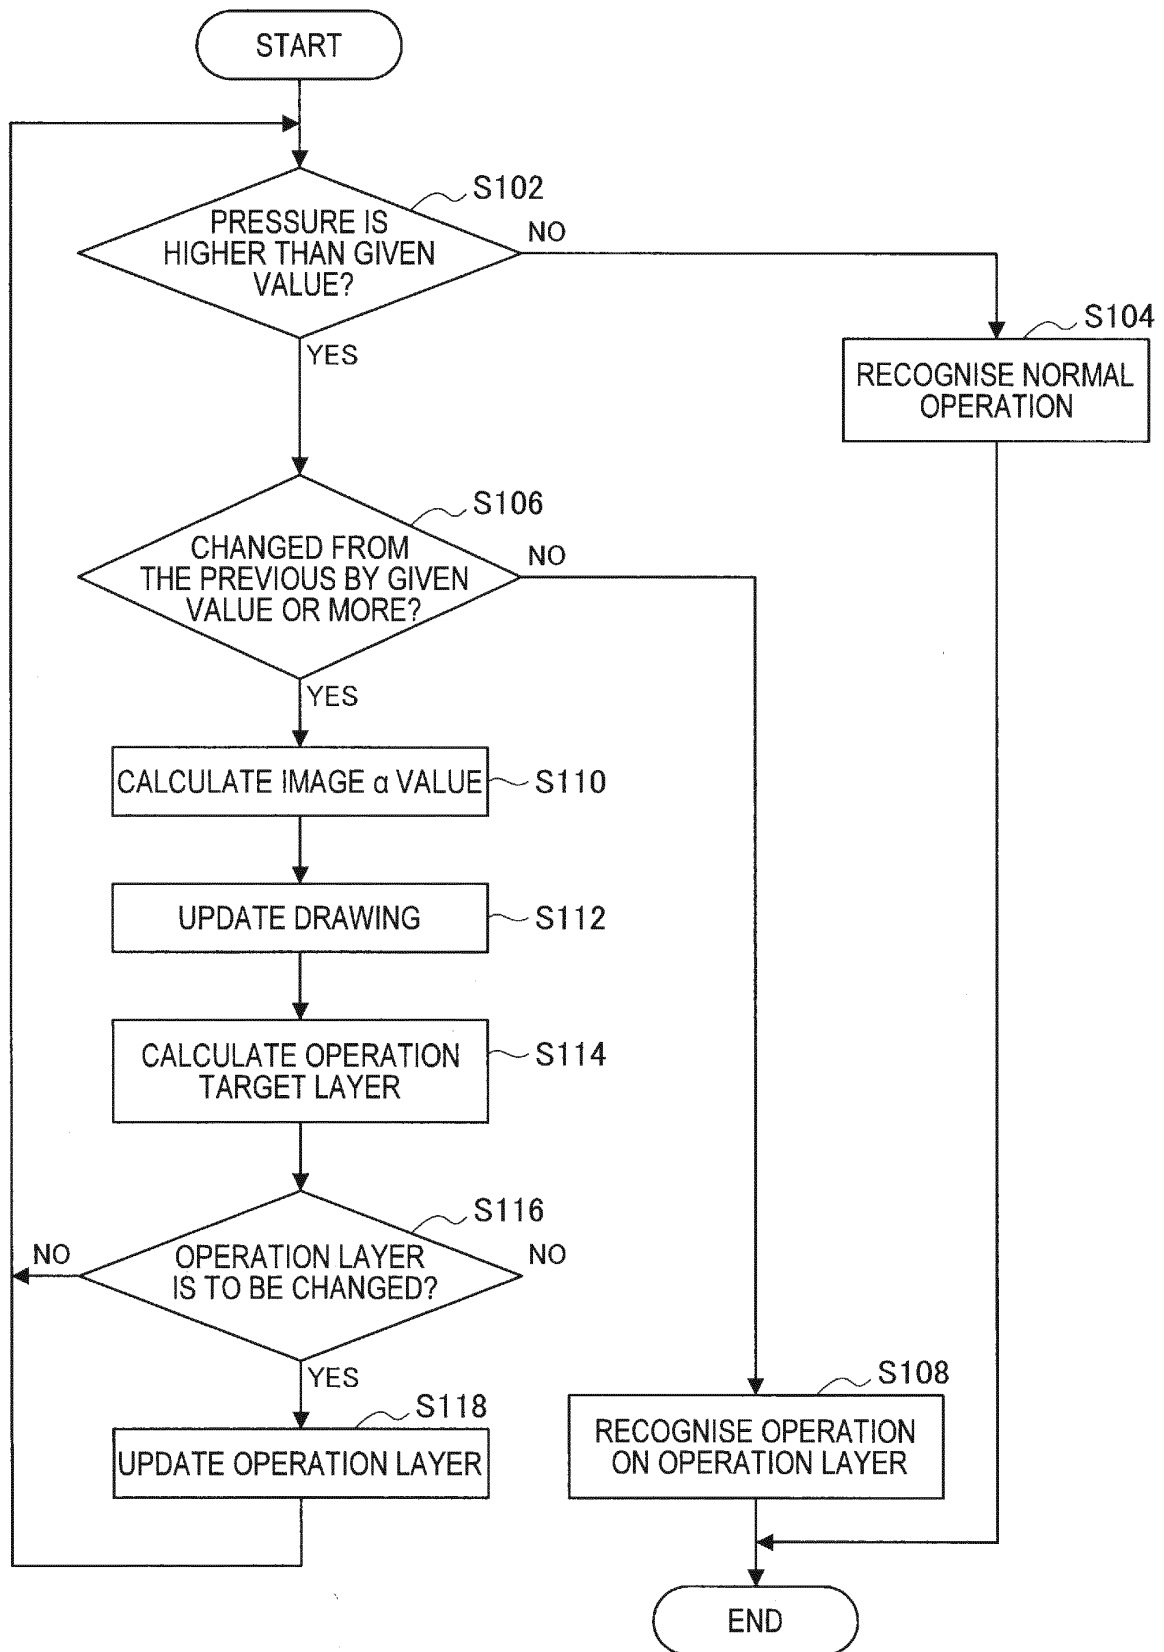 START
S102
PRESSURE IS
HIGHER THAN GIVEN
VALUE?
NO
YES
S104
RECOGNISE NORMAL
OPERATION
S106
CHANGED FROM
THE PREVIOUS BY GIVEN
VALUE OR MORE?
NO
YES
CALCULATE IMAGE α VALUE
S110
UPDATE DRAWING
S112
CALCULATE OPERATION
TARGET LAYER
S114
S116
NO
OPERATION LAYER
IS TO BE CHANGED?
NO
YES
S118
UPDATE OPERATION LAYER
S108
RECOGNISE OPERATION
ON OPERATION LAYER
END